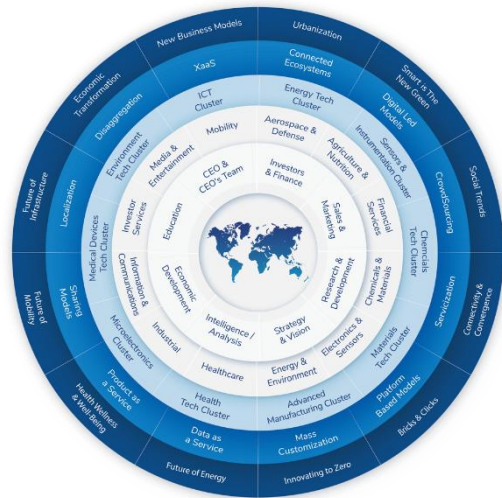 New Business Models
Urbanization
Smart is The
New Green
Social Trends
Connectivity &
Convergence
Bricks & Clicks
Innovating to Zero
Future of Energy
Health Wellness
& Well-Being
Future of
Mobility
Future of
Infrastructure
Economic
Transformation
XaaS
Connected
Ecosystems
Digital Led
Models
CrowdSourcing
Servicization
Platform
Based Models
Mass
Customization
Data as
a Service
Product as
a Service
Sharing
Models
Localization
Disaggregation
ICT
Cluster
Energy Tech
Cluster
Sensors &
Instrumentation Cluster
Chemcials
Tech Cluster
Materials
Tech Cluster
Advanced
Manufacturing Cluster
Health
Tech Cluster
Microelectronics
Cluster
Medical Devices
Tech Cluster
Environment
Tech Cluster
Mobility
Aerospace &
Defense
Agriculture &
Nutrition
Financial
Services
Chemicals
& Materials
Electronics &
Sensors
Energy &
Environment
Healthcare
Industrial
Information &
Communications
Investor
Services
Media &
Entertainment
CEO &
CEO's Team
Investors
& Finance
Sales &
Marketing
Research &
Development
Strategy
& Vision
Intelligence /
Analysis
Economic
Development
Education